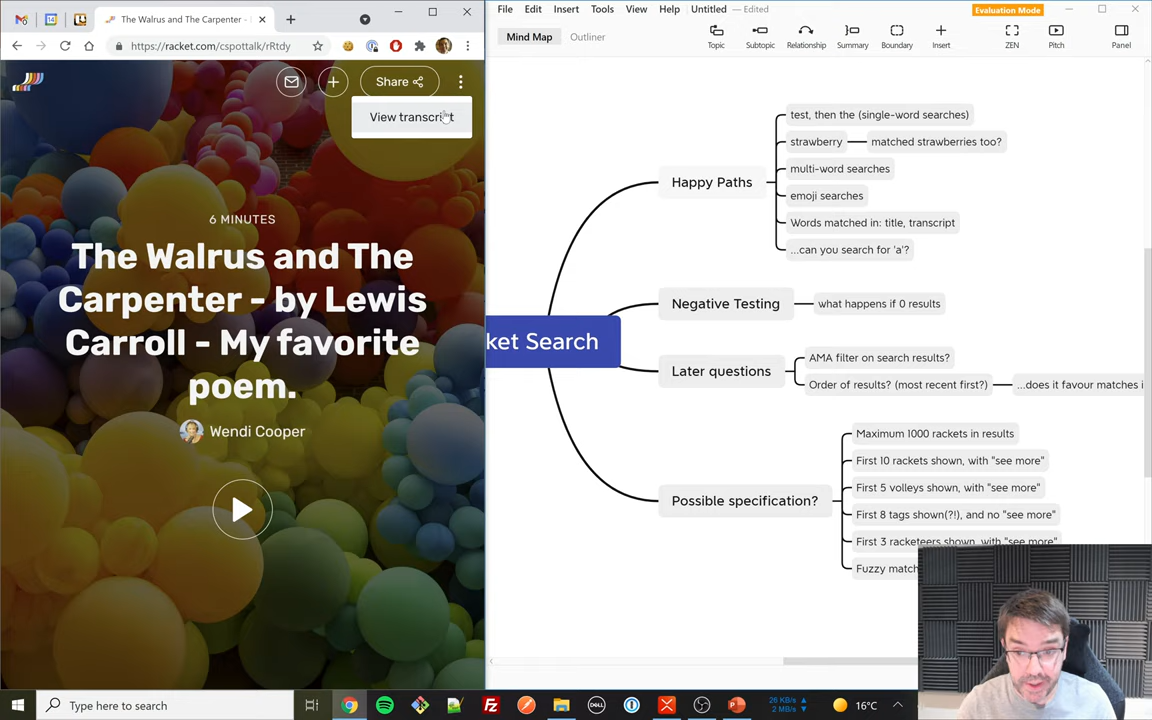 The Walrus and The Carpenter -
https://racket.com/cspottalk/rRtdy
Share
View transcript
6 MINUTES
The Walrus and The
Carpenter - by Lewis
Carroll - My favorite
poem.
Wendi Cooper
File Edit Insert Tools View Help Untitled — Edited
Evaluation Mode
Mind Map Outliner
Topic Subtopic Relationship Summary Boundary Insert ZEN Pitch Panel
ket Search
Happy Paths
test, then the (single-word searches)
strawberry matched strawberries too?
multi-word searches
emoji searches
Words matched in: title, transcript
...can you search for 'a'?
Negative Testing
what happens if 0 results
Later questions
AMA filter on search results?
Order of results? (most recent first?) ...does it favour matches i
Possible specification?
Maximum 1000 rackets in results
First 10 rackets shown, with "see more"
First 5 volleys shown, with "see more"
First 8 tags shown(?!), and no "see more"
First 3 racketeers shown, with "see more"
Fuzzy match
Type here to search
26 KB/s
2 MB/s
16°C